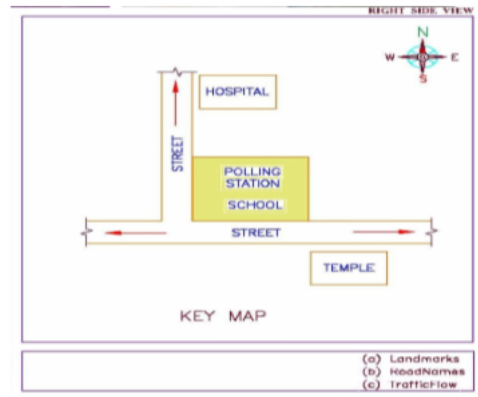 RIGHT SIDE VIEW
N
W E
S
HOSPITAL
STREET
POLLING
STATION
SCHOOL
STREET
TEMPLE
KEY MAP
(a) Landmarks
(b) RoadNames
(c) TrafficFlow